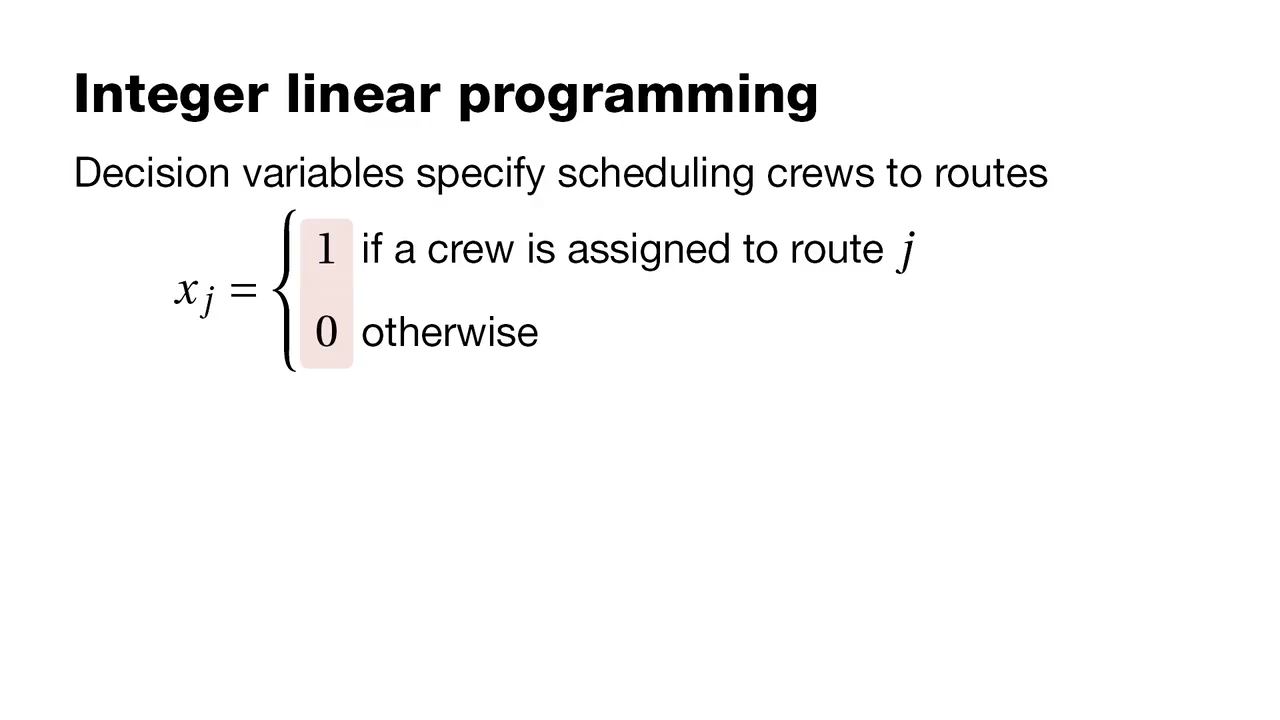 Integer linear programming
Decision variables specify scheduling crews to routes
1 if a crew is assigned to route j
x_j =
0 otherwise